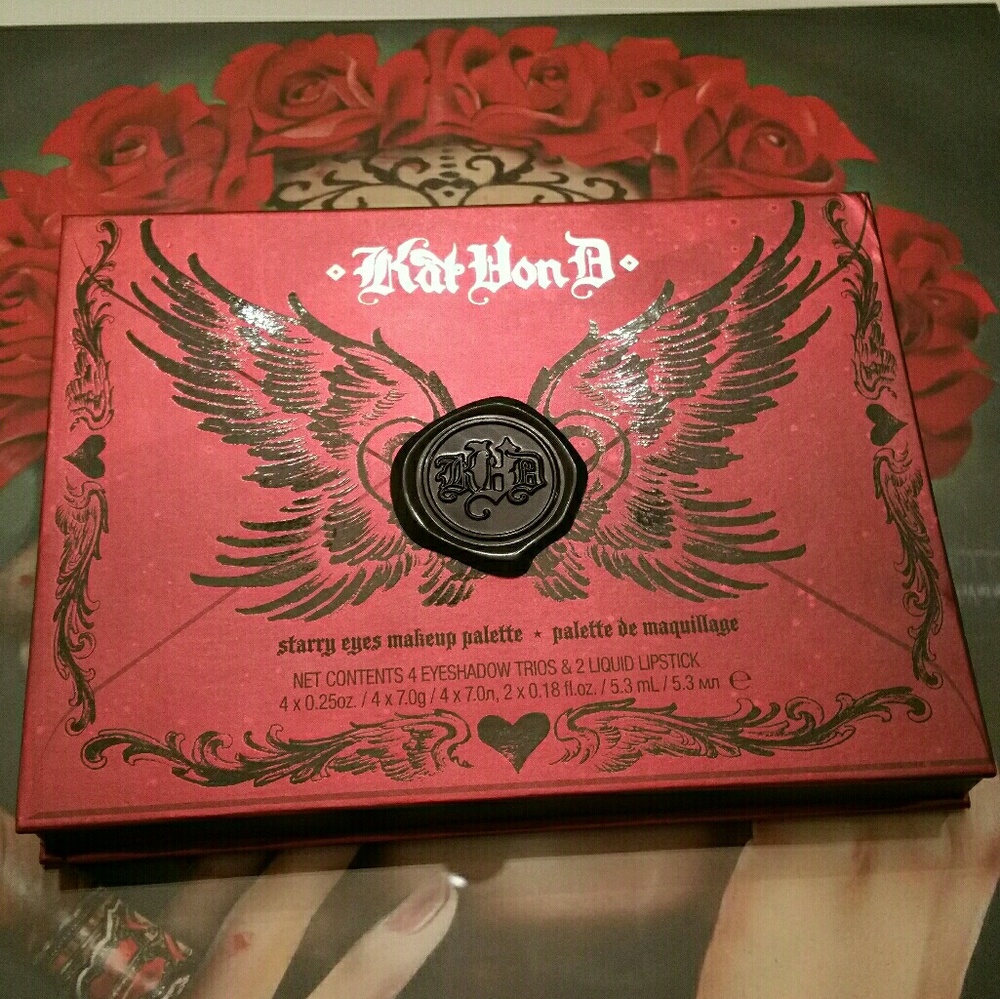 Kat Von D
KVD
starry eyes makeup palette ★ palette de maquillage
NET CONTENTS 4 EYESHADOW TRIOS & 2 LIQUID LIPSTICK
4 x 0.25oz. / 4 x 7.0g / 4 x 7.0л, 2 x 0.18 fl.oz. / 5.3 mL / 5.3 мл ℮